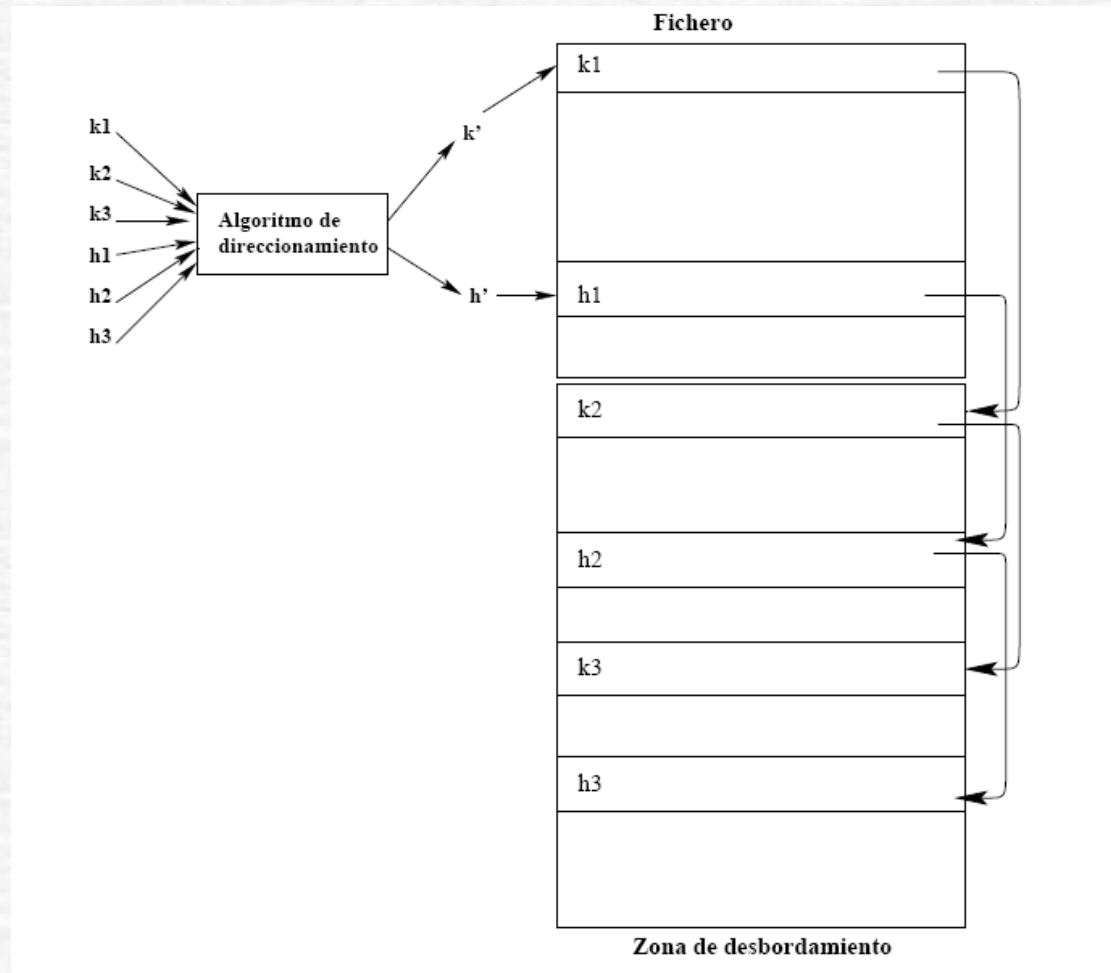 Fichero
k1
k2
k3
h1
h2
h3
Algoritmo de
direccionamiento
k’
h’
k1
h1
k2
h2
k3
h3
Zona de desbordamiento